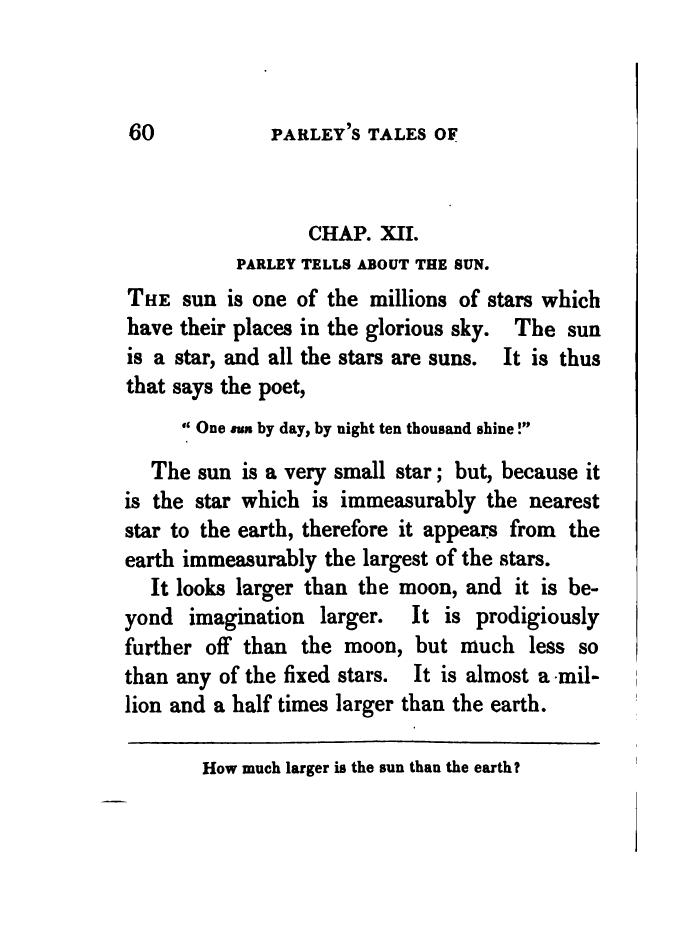 60 PARLEY'S TALES OF
CHAP. XII.
PARLEY TELLS ABOUT THE SUN.
THE sun is one of the millions of stars which
have their places in the glorious sky. The sun
is a star, and all the stars are suns. It is thus
that says the poet,
" One sun by day, by night ten thousand shine!"
The sun is a very small star; but, because it
is the star which is immeasurably the nearest
star to the earth, therefore it appears from the
earth immeasurably the largest of the stars.
It looks larger than the moon, and it is be-
yond imagination larger. It is prodigiously
further off than the moon, but much less so
than any of the fixed stars. It is almost a mil-
lion and a half times larger than the earth.
How much larger is the sun than the earth?